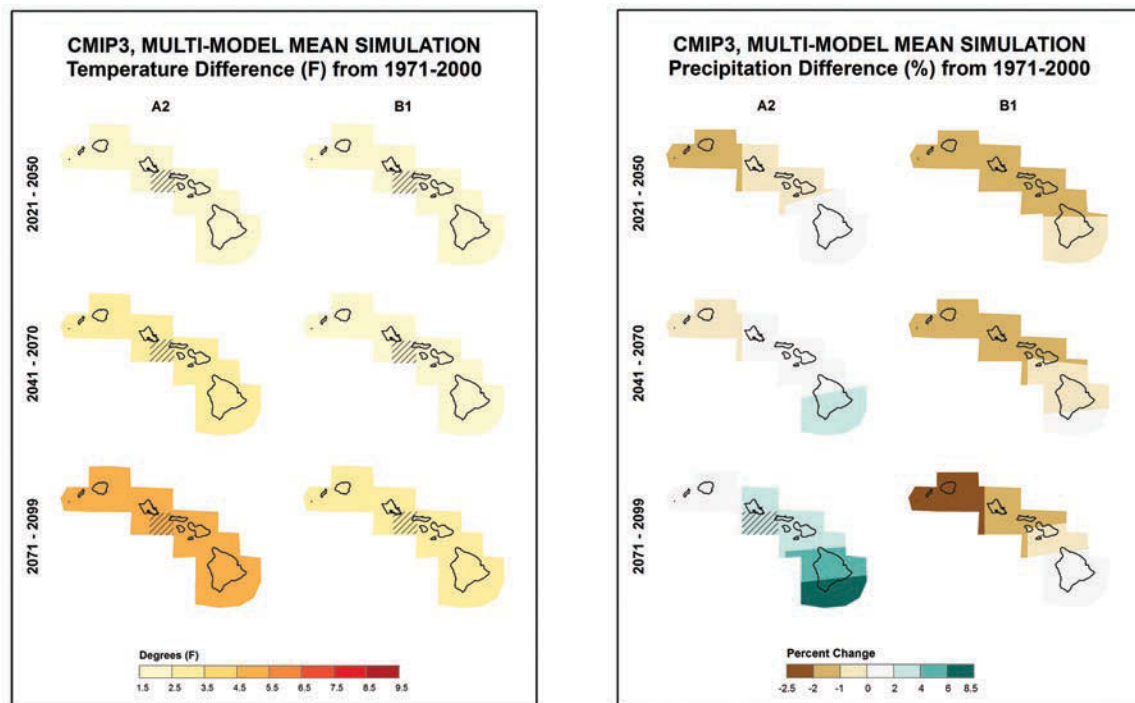 CMIP3, MULTI-MODEL MEAN SIMULATION
Temperature Difference (F) from 1971-2000
A2
B1
2021 - 2050
2041 - 2070
2071 - 2099
Degrees (F)
1.5 2.5 3.5 4.5 5.5 6.5 7.5 8.5 9.5
CMIP3, MULTI-MODEL MEAN SIMULATION
Precipitation Difference (%) from 1971-2000
A2
B1
2021 - 2050
2041 - 2070
2071 - 2099
Percent Change
-2.5 -2 -1 0 2 4 6 8.5